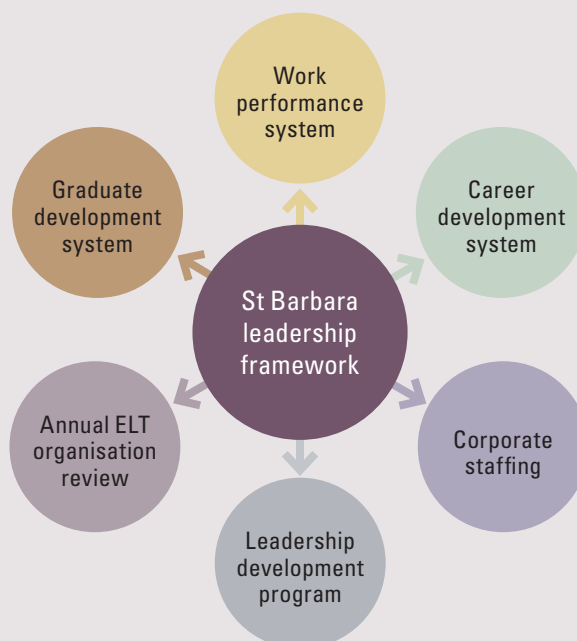 Work
performance
system
Graduate
development
system
Career
development
system
St Barbara
leadership
framework
Annual ELT
organisation
review
Corporate
staffing
Leadership
development
program